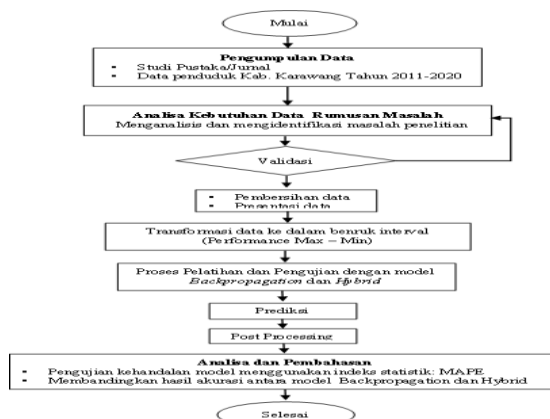 Mulai
Pengumpulan Data
▪ Studi Pustaka/Jurnal
▪ Data penduduk Kab. Karawang Tahun 2011-2020
Analisa Kebutuhan Data Rumusan Masalah
Menganalisis dan mengidentifikasi masalah penelitian
Validasi
▪ Pembersihan data
▪ Presentasi data
Transformasi data ke dalam benruk interval
(Performance Max – Min)
Proses Pelatihan dan Pengujian dengan model
Backpropagation dan Hybrid
Prediksi
Post Processing
Analisa dan Pembahasan
▪ Pengujian kehandalan model menggunakan indeks statistik: MAPE
▪ Membandingkan hasil akurasi antara model Backpropagation dan Hybrid
Selesai